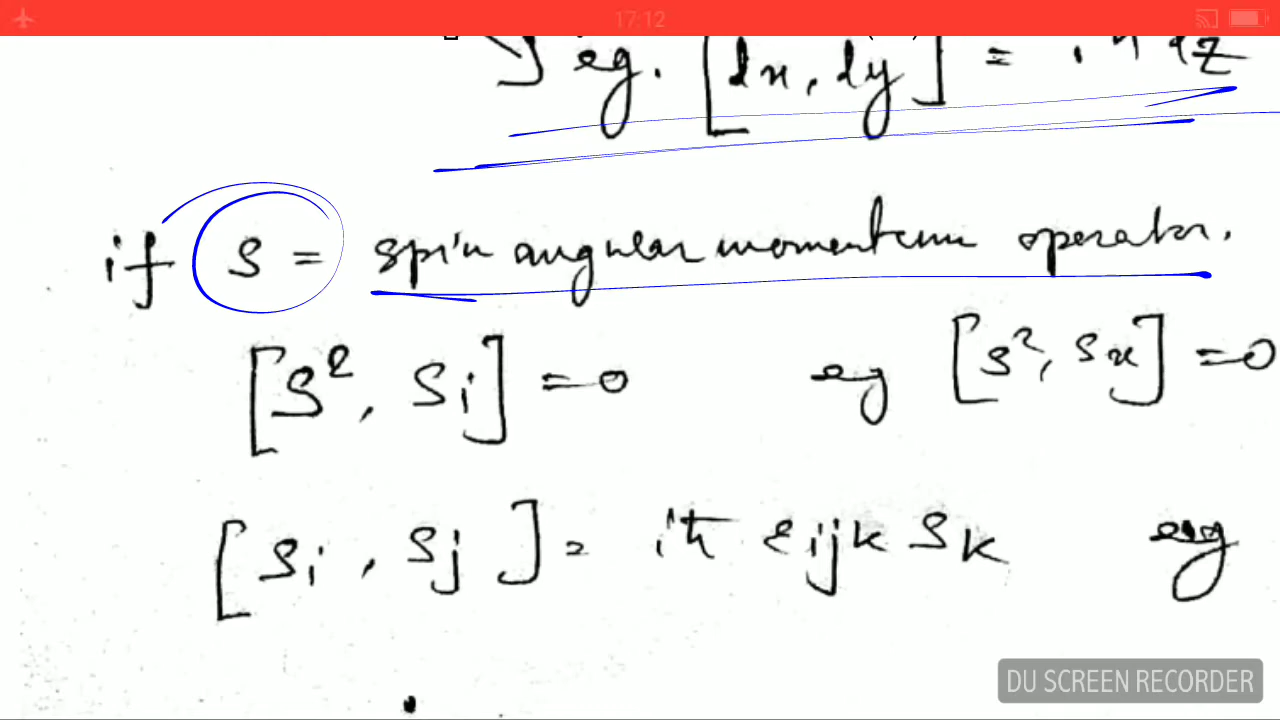 17:12
eg. [lx, ly] = iħ lz
if S = spin angular momentum operator.
[S², Si] = 0 eg [S², Sx] = 0
[Si, Sj] = iħ εijk Sk eg
DU SCREEN RECORDER